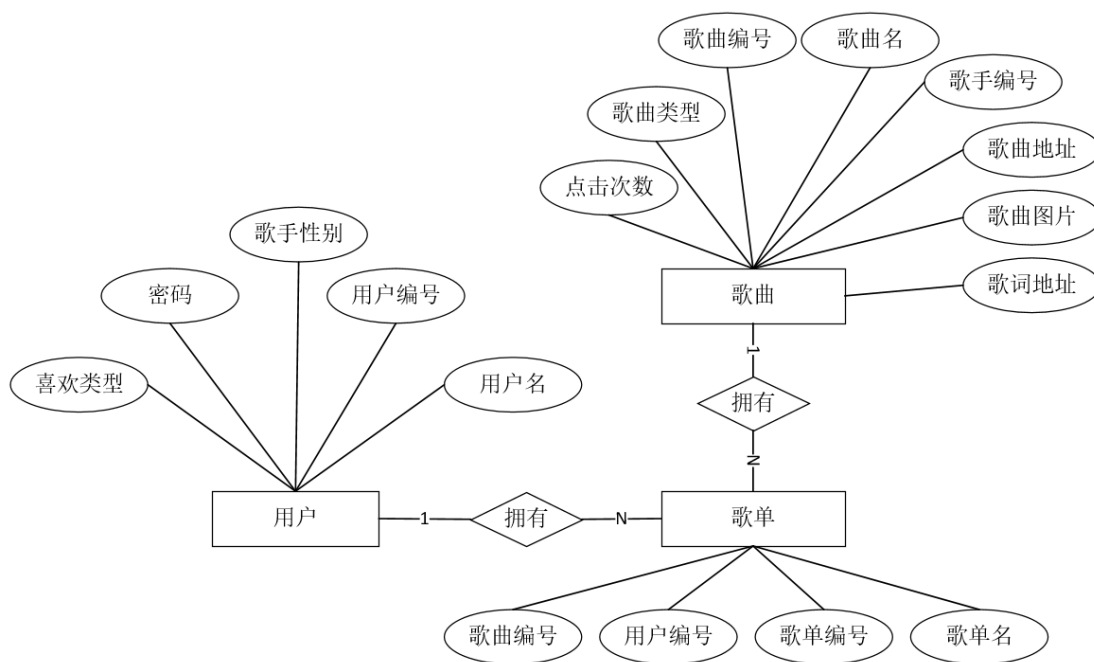 歌曲编号
歌曲名
歌手编号
歌曲类型
歌曲地址
点击次数
歌曲图片
歌手性别
歌曲
歌词地址
密码
用户编号
1
喜欢类型
用户名
拥有
N
用户
1
拥有
N
歌单
歌曲编号
用户编号
歌单编号
歌单名